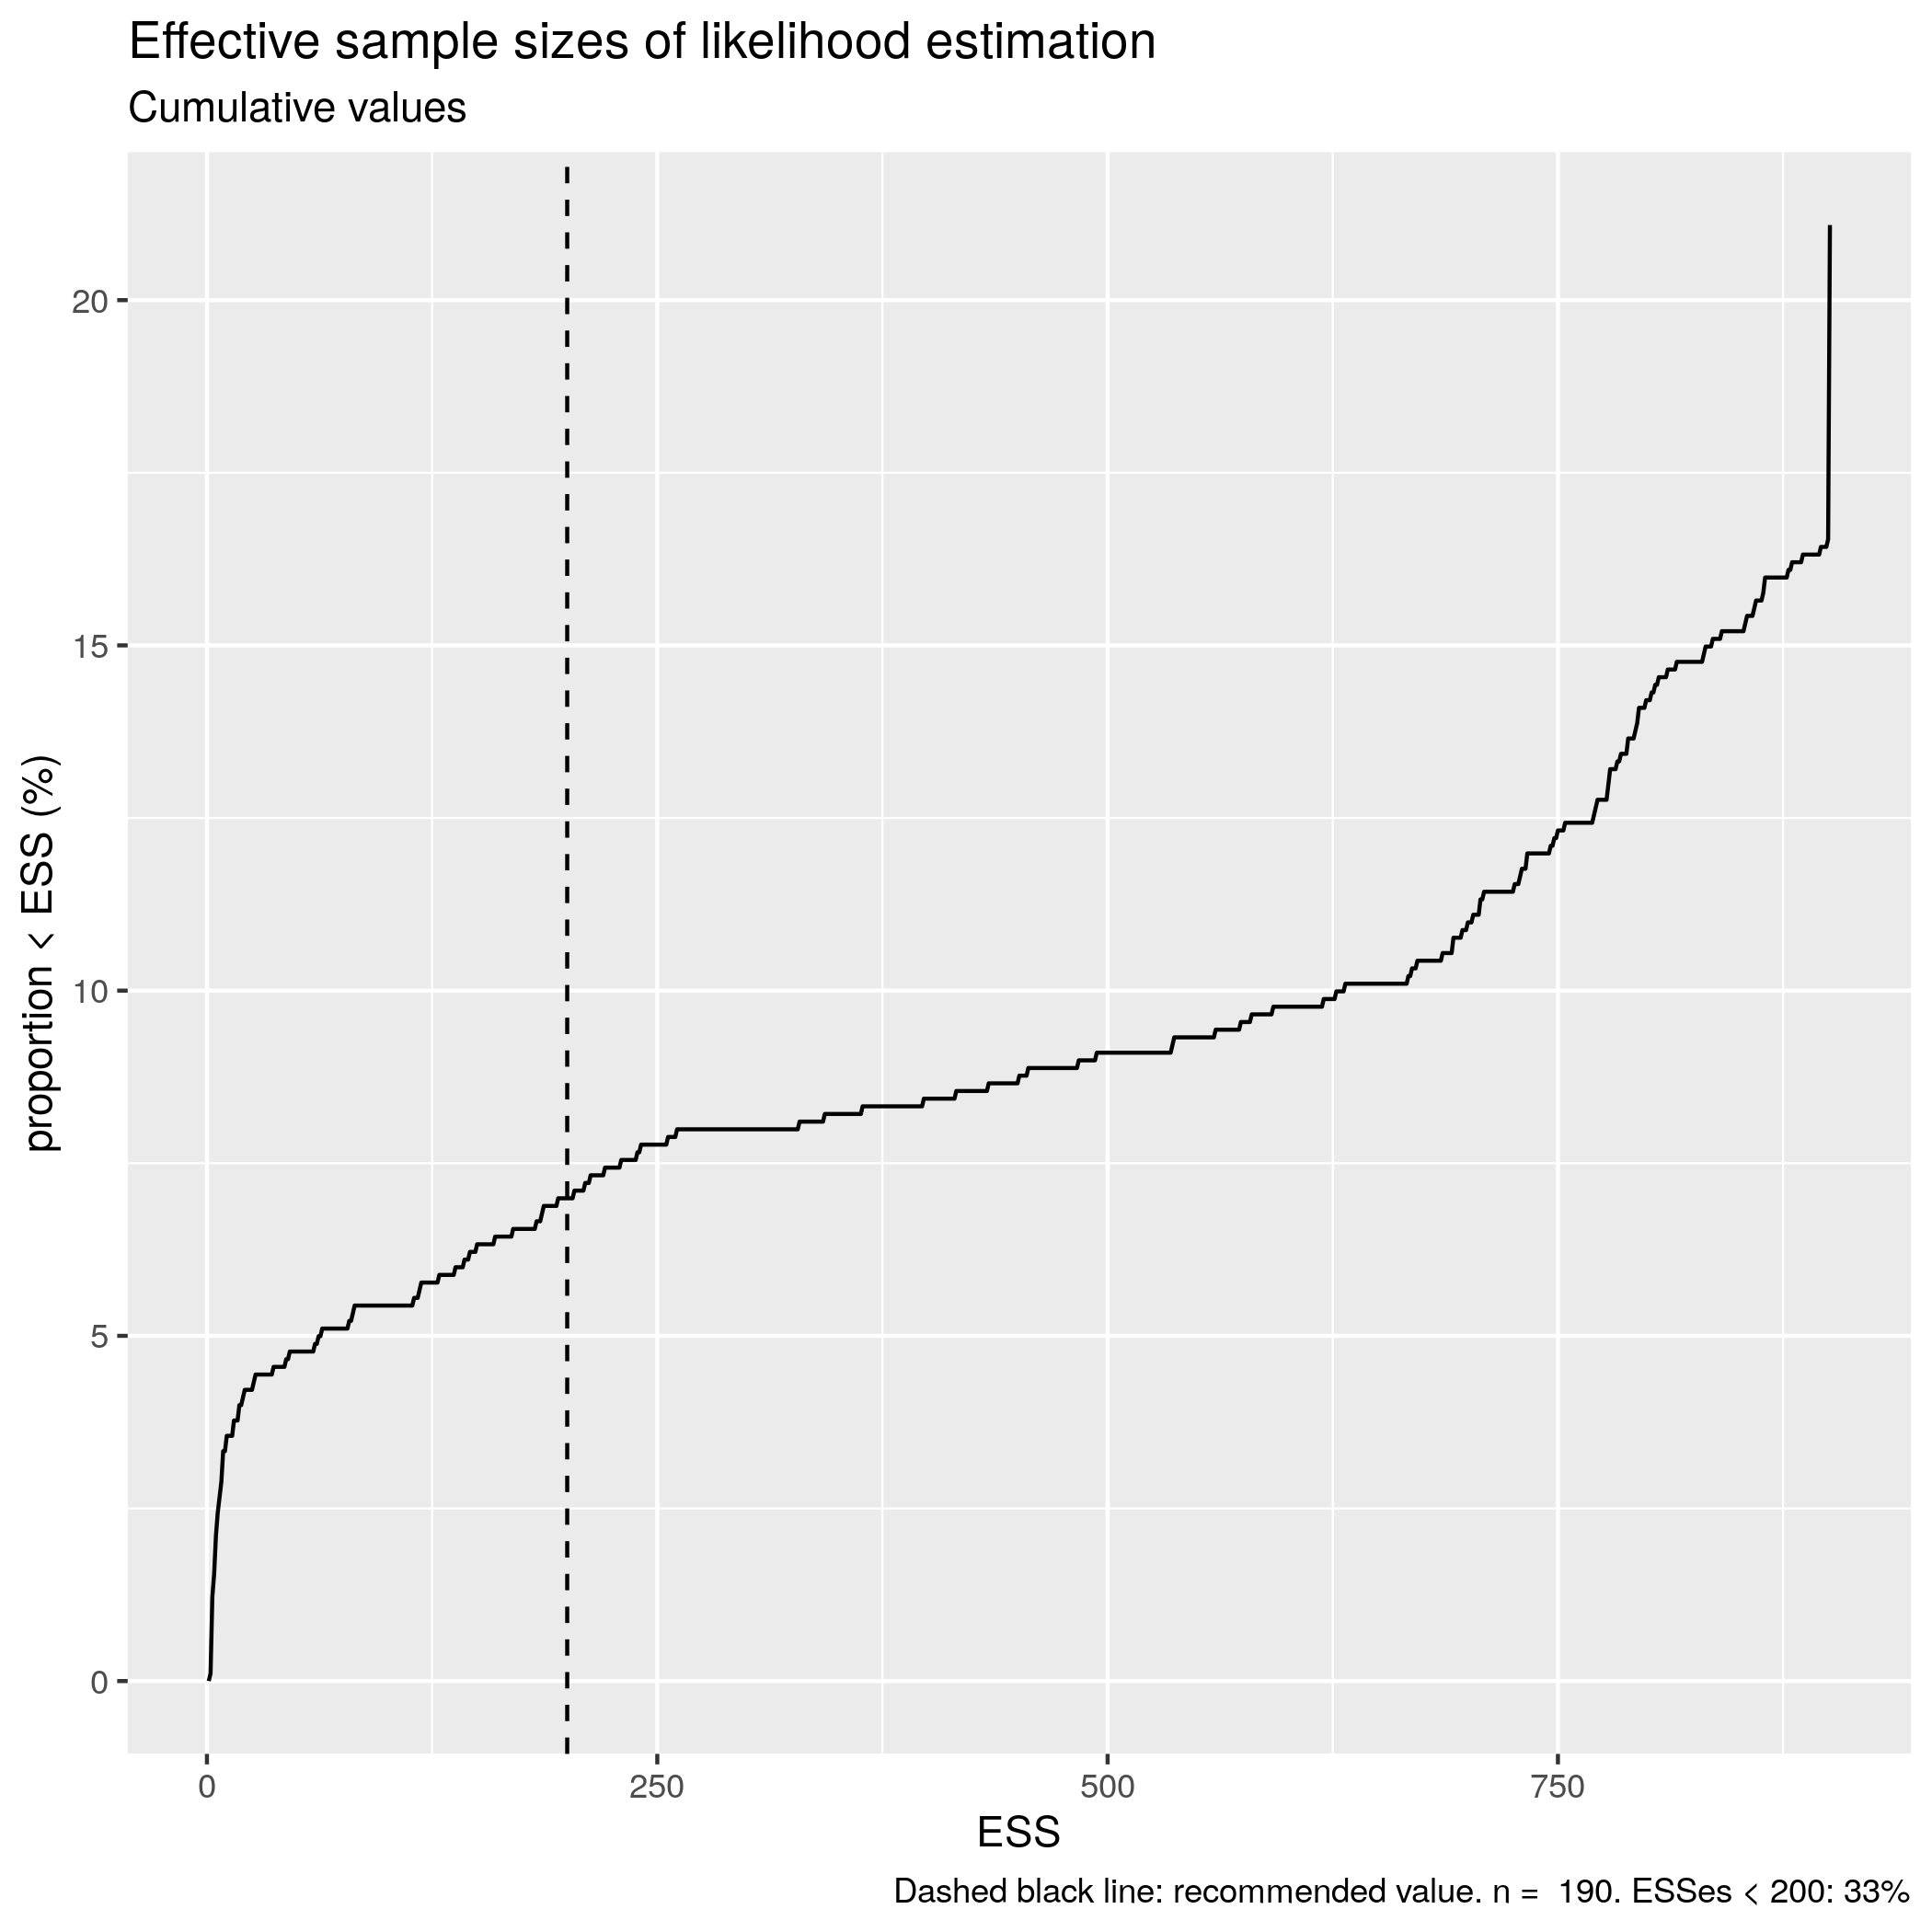 Effective sample sizes of likelihood estimation
Cumulative values
proportion < ESS (%)
20
15
10
5
0
0 250 500 750
ESS
Dashed black line: recommended value. n =  190. ESSes < 200: 33%